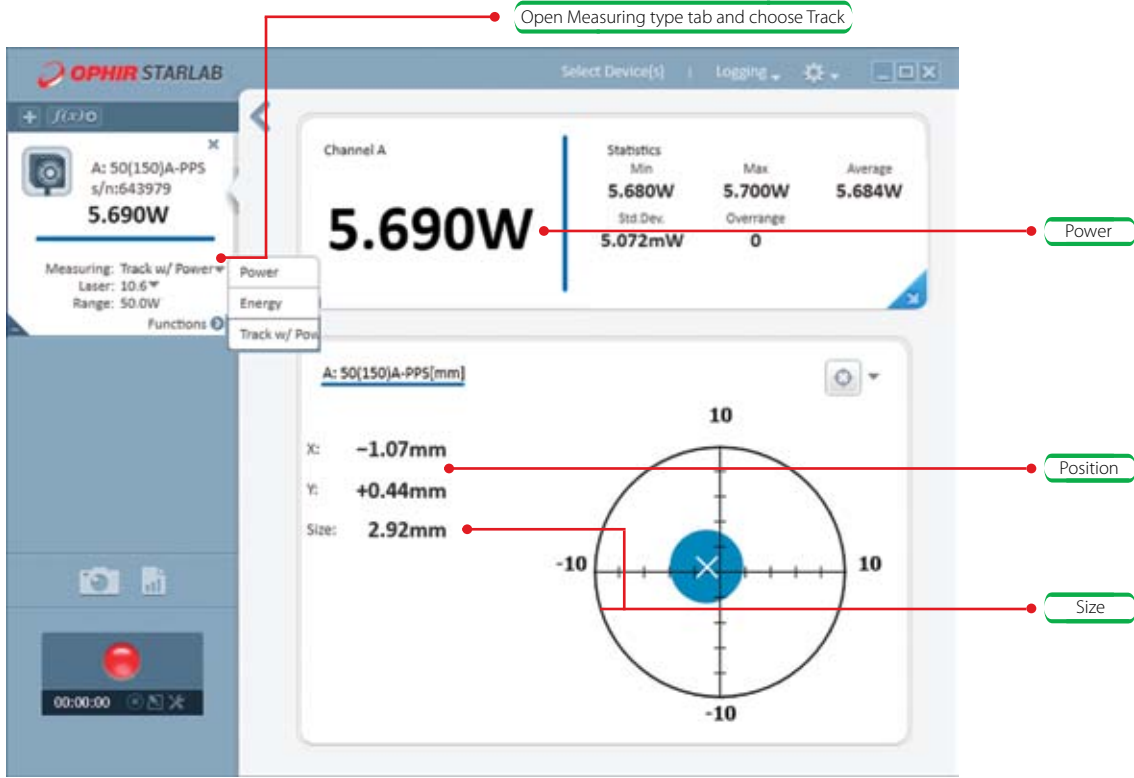 Open Measuring type tab and choose Track
OPHIR STARLAB
Select Device(s) | Logging
f(x)
A: 50(150)A-PPS
s/n:643979
5.690W
Measuring: Track w/ Power
Laser: 10.6
Range: 50.0W
Functions
Power
Energy
Track w/ Pow
Channel A
5.690W
Statistics
Min Max Average
5.680W 5.700W 5.684W
Std.Dev. Overrange
5.072mW 0
Power
A: 50(150)A-PPS[mm]
X: −1.07mm
Y: +0.44mm
Size: 2.92mm
10
-10 10
-10
Position
Size
00:00:00